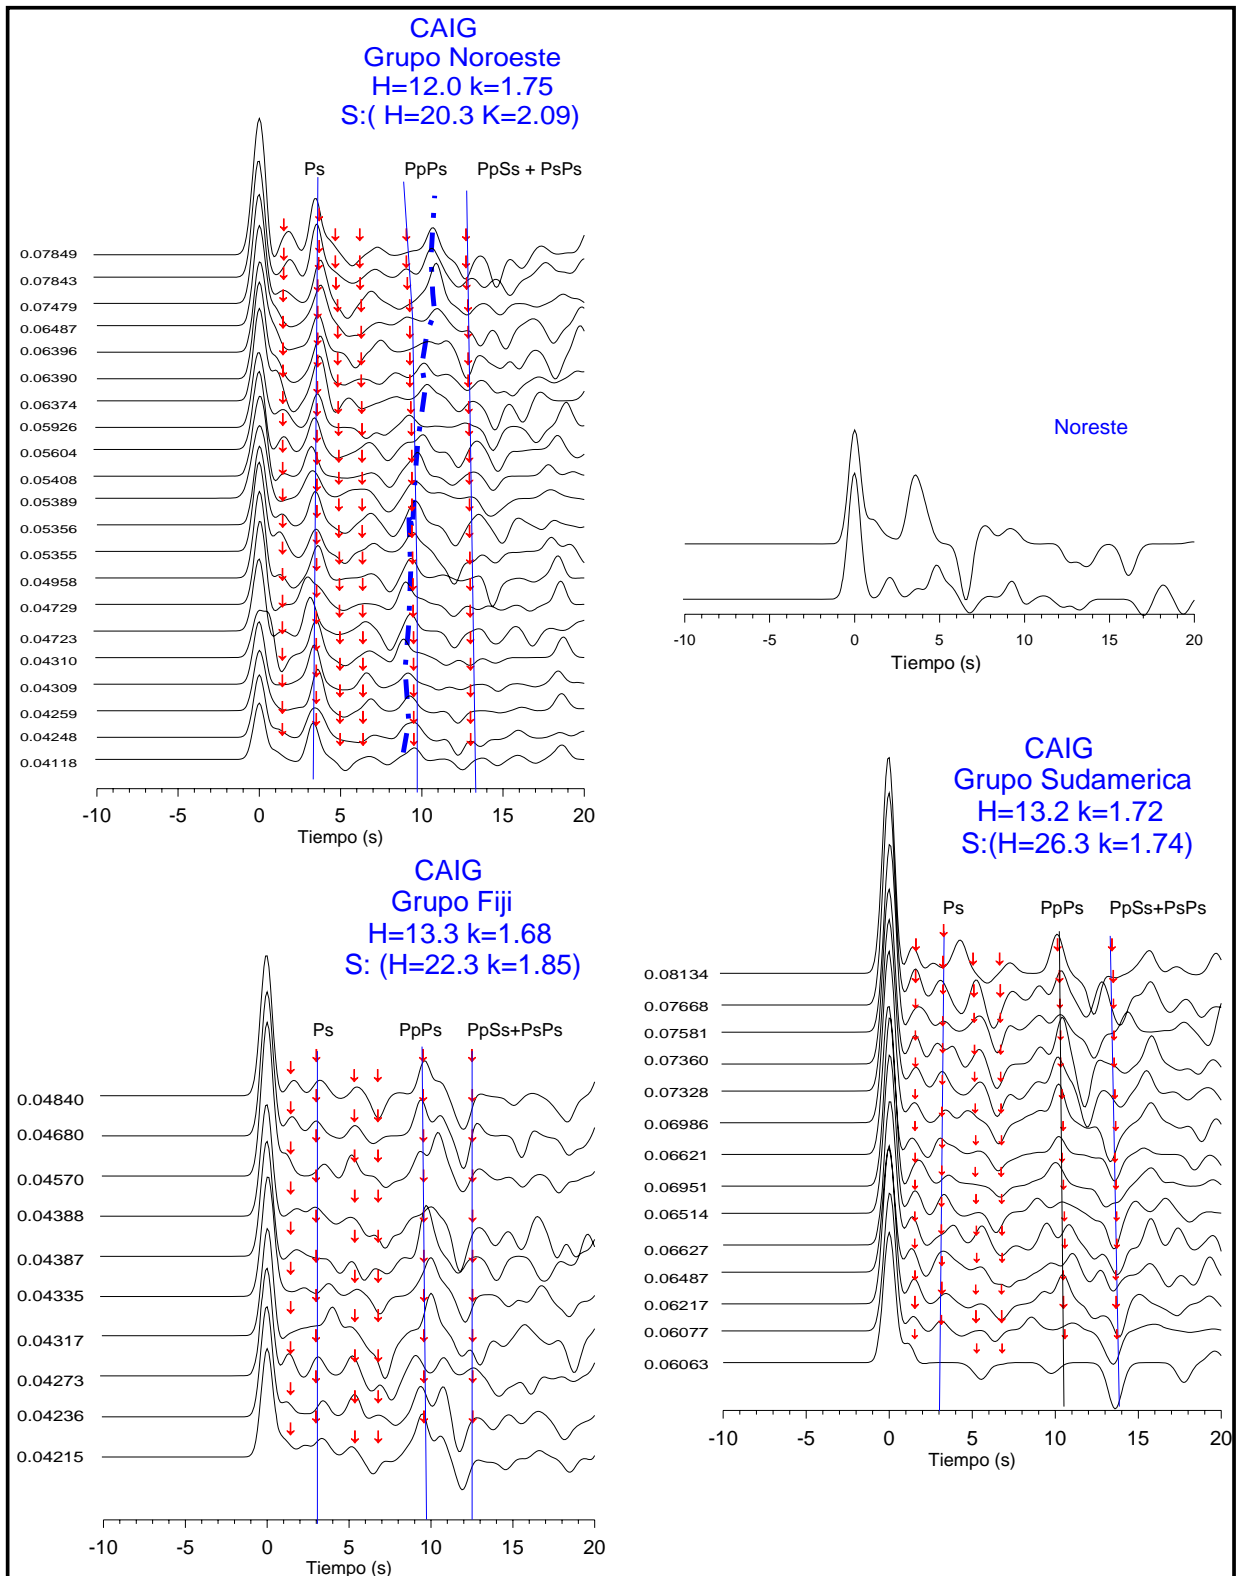 CAIG
Grupo Noroeste
H=12.0 k=1.75
S:( H=20.3 K=2.09)
Ps PpPs PpSs + PsPs
0.07849
0.07843
0.07479
0.06487
0.06396
0.06390
0.06374
0.05926
0.05604
0.05408
0.05389
0.05356
0.05355
0.04958
0.04729
0.04723
0.04310
0.04309
0.04259
0.04248
0.04118
-10 -5 0 5 10 15 20
Tiempo (s)
Noreste
-10 -5 0 5 10 15 20
Tiempo (s)
CAIG
Grupo Fiji
H=13.3 k=1.68
S: (H=22.3 k=1.85)
Ps PpPs PpSs+PsPs
0.04840
0.04680
0.04570
0.04388
0.04387
0.04335
0.04317
0.04273
0.04236
0.04215
-10 -5 0 5 10 15 20
Tiempo (s)
CAIG
Grupo Sudamerica
H=13.2 k=1.72
S:(H=26.3 k=1.74)
Ps PpPs PpSs+PsPs
0.08134
0.07668
0.07581
0.07360
0.07328
0.06986
0.06621
0.06951
0.06514
0.06627
0.06487
0.06217
0.06077
0.06063
-10 -5 0 5 10 15 20
Tiempo (s)